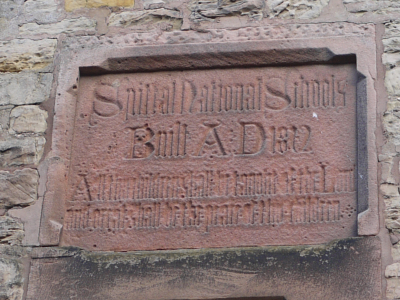 Spittal National Schools
Built A.D 1872
All thy children shall be taught of the Lord
and great shall be the peace of thy children.